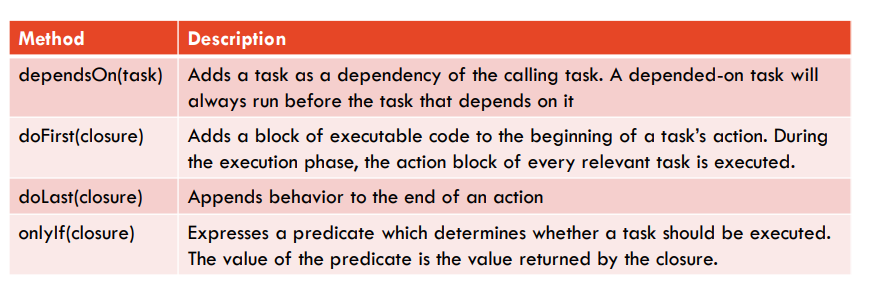 Method Description
dependsOn(task) Adds a task as a dependency of the calling task. A depended-on task will
always run before the task that depends on it
doFirst(closure) Adds a block of executable code to the beginning of a task's action. During
the execution phase, the action block of every relevant task is executed.
doLast(closure) Appends behavior to the end of an action
onlyIf(closure) Expresses a predicate which determines whether a task should be executed.
The value of the predicate is the value returned by the closure.